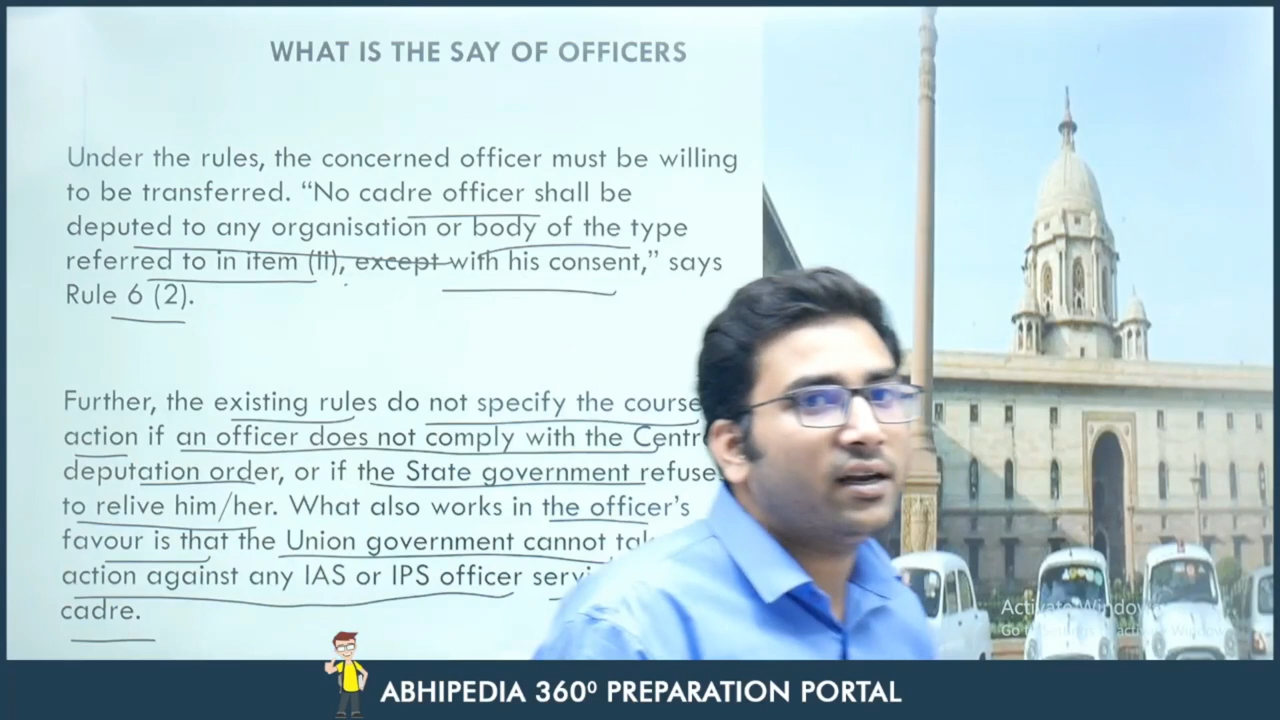 WHAT IS THE SAY OF OFFICERS
Under the rules, the concerned officer must be willing
to be transferred. “No cadre officer shall be
deputed to any organisation or body of the type
referred to in item (II), except with his consent,” says
Rule 6 (2).
Further, the existing rules do not specify the course
action if an officer does not comply with the
deputation order, or if the State government
to relive him/her. What also works in the officer’s
favour is that the Union government cannot
action against any IAS or IPS officer
cadre.
Activate
Go to
ABHIPEDIA 360⁰ PREPARATION PORTAL